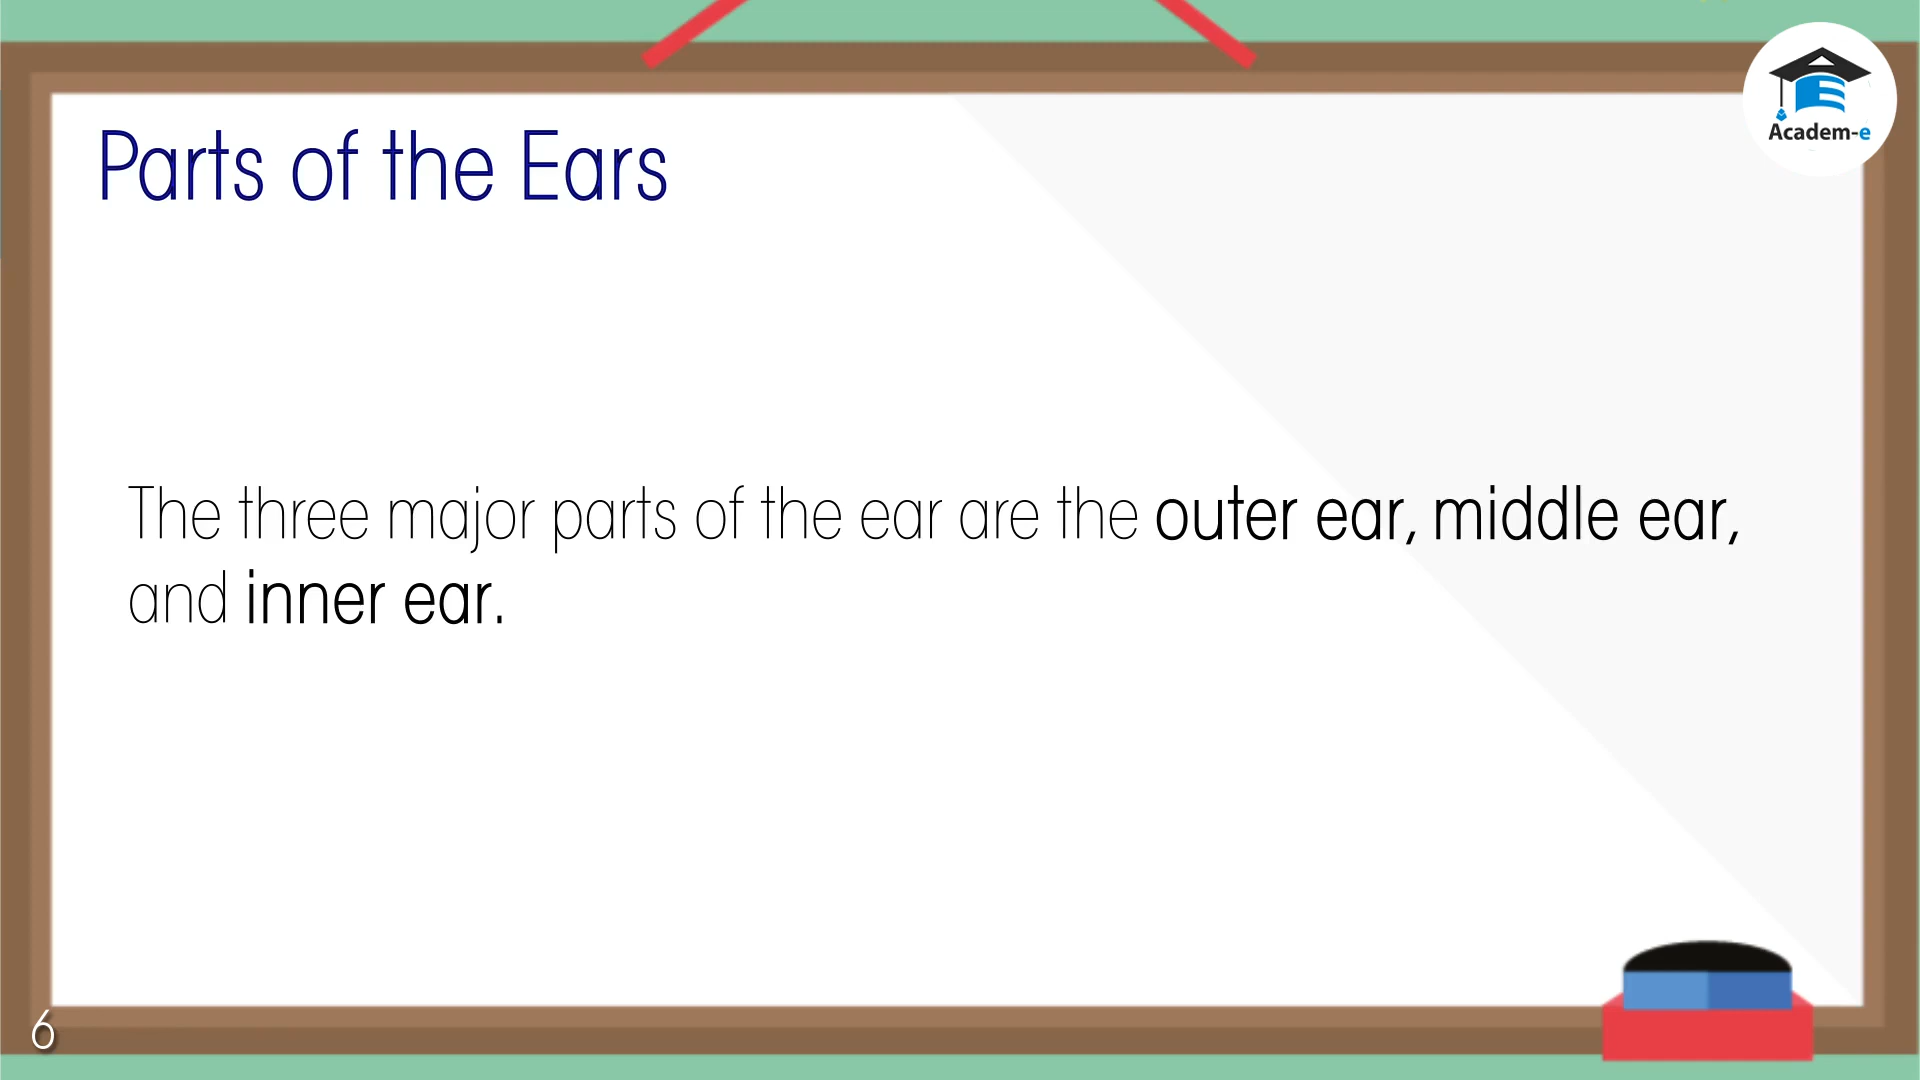 Academ-e
Parts of the Ears
The three major parts of the ear are the outer ear, middle ear,
and inner ear.
6